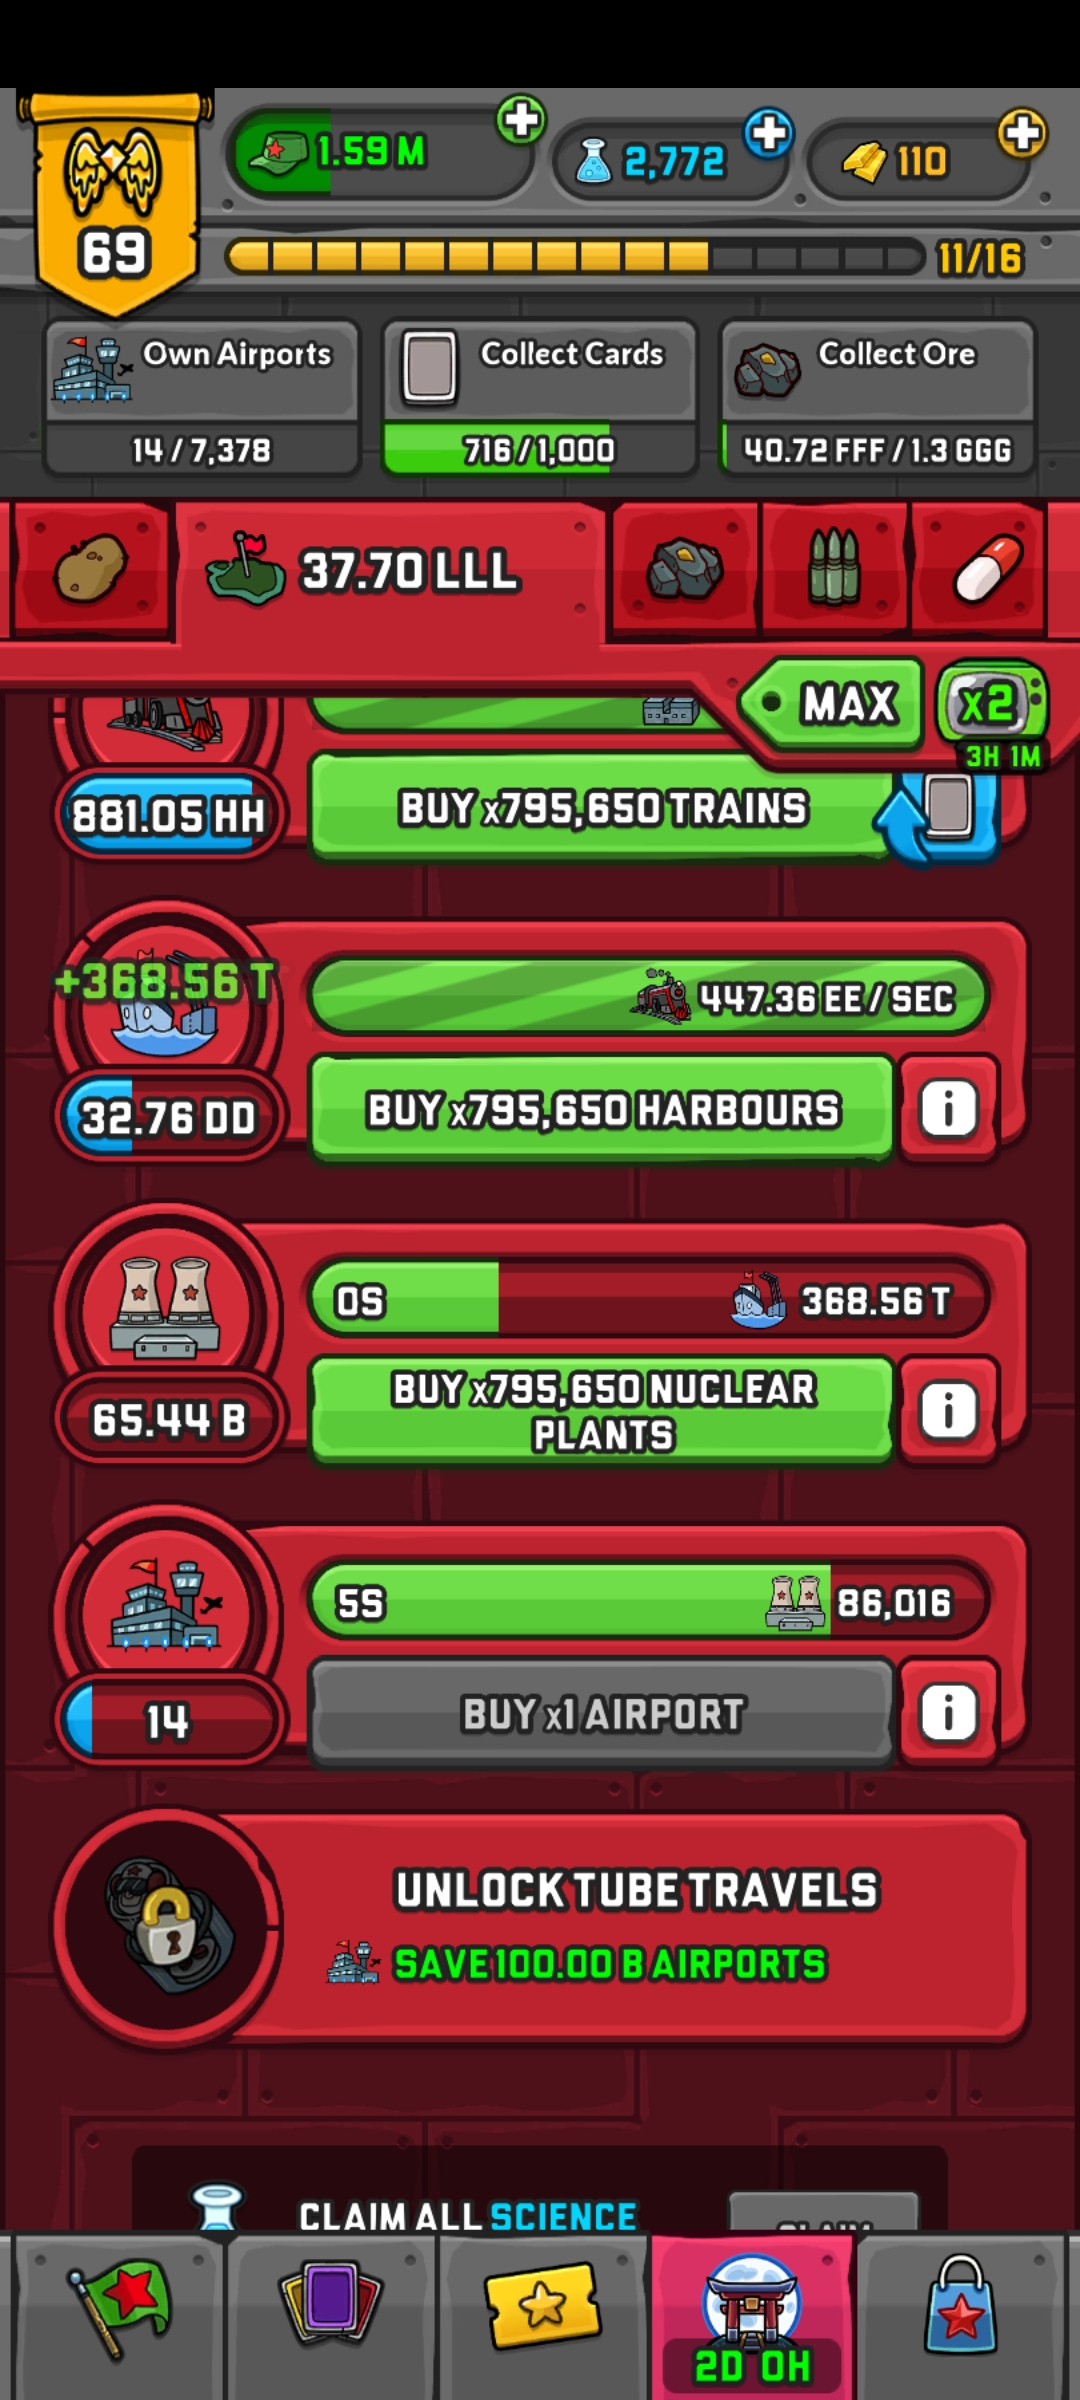 1.59 M
2,772
110
69
11/16
Own Airports
14 / 7,378
Collect Cards
716 / 1,000
Collect Ore
40.72 FFF / 1.3 GGG
37.70 LLL
MAX
x2
3H 1M
881.05 HH
BUY x795,650 TRAINS
+368.56 T
447.36 EE / SEC
32.76 DD
BUY x795,650 HARBOURS
i
0S
368.56 T
65.44 B
BUY x795,650 NUCLEAR
PLANTS
i
5S
86,016
14
BUY x1 AIRPORT
i
UNLOCK TUBE TRAVELS
SAVE 100.00 B AIRPORTS
CLAIM ALL SCIENCE
CLAIM
2D 0H